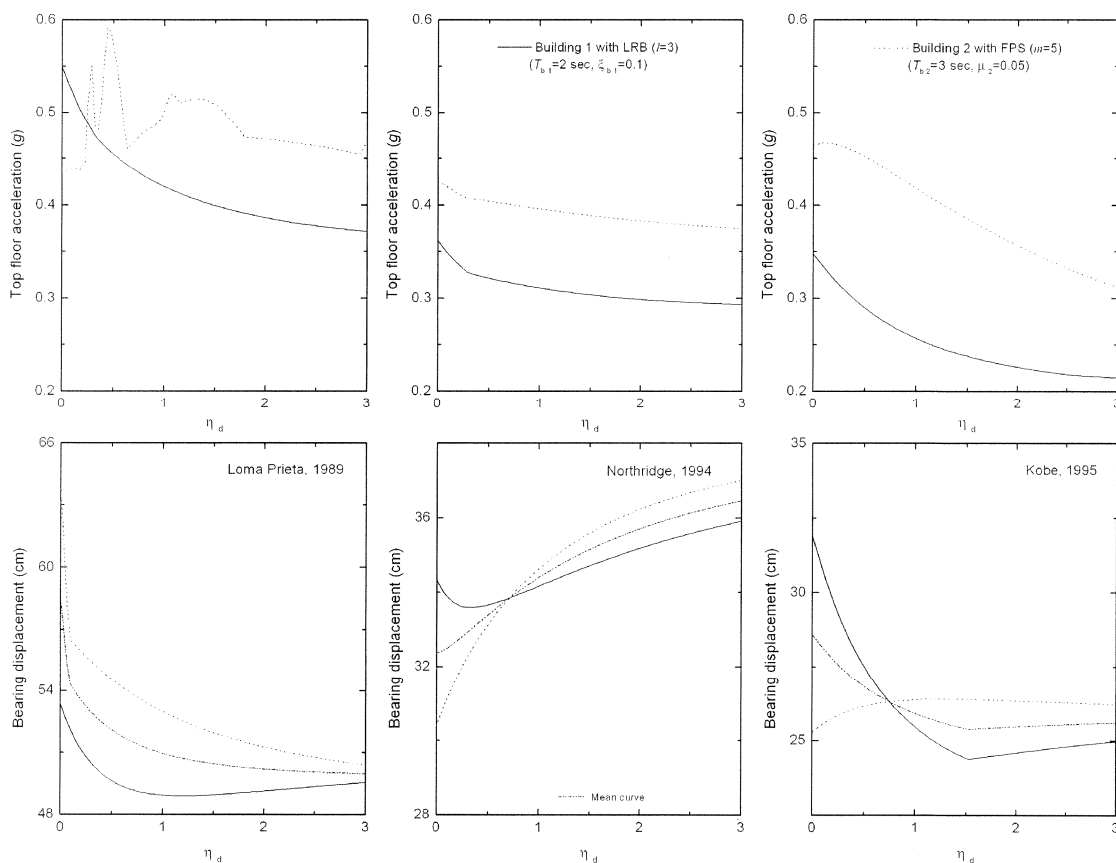 0.6
0.5
0.4
0.3
0.2
Top floor acceleration (g)
0 1 2 3
η d
0.6
0.5
0.4
0.3
0.2
Top floor acceleration (g)
Building 1 with LRB (l=3)
(T b1=2 sec, ξ b1=0.1)
0 1 2 3
η d
0.6
0.5
0.4
0.3
0.2
Top floor acceleration (g)
Building 2 with FPS (m=5)
(T b2=3 sec, μ 2=0.05)
0 1 2 3
η d
66
60
54
48
Bearing displacement (cm)
Loma Prieta, 1989
0 1 2 3
η d
36
32
28
Bearing displacement (cm)
Northridge, 1994
Mean curve
0 1 2 3
η d
35
30
25
Bearing displacement (cm)
Kobe, 1995
0 1 2 3
η d